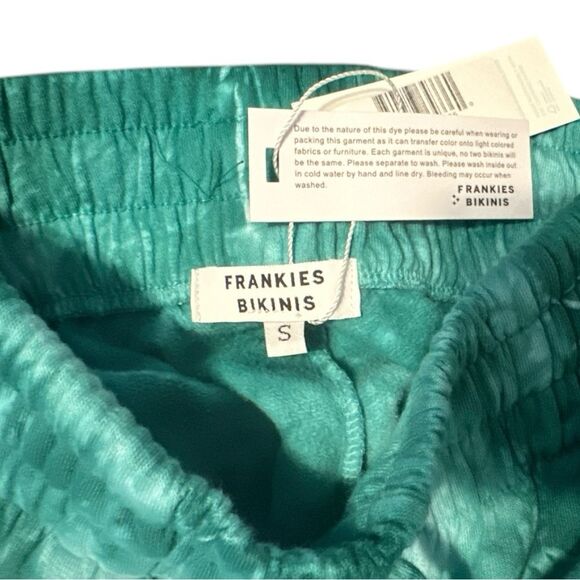 Due to the nature of this dye please be careful when wearing or
packing this garment as it can transfer color onto light colored
fabrics or furniture. Each garment is unique, no two bikinis will
be the same. Please separate to wash. Please wash inside out
in cold water by hand and line dry. Bleeding may occur when
washed.
FRANKIES
BIKINIS
FRANKIES
BIKINIS
S